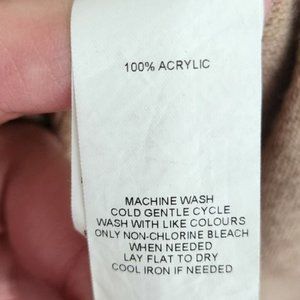 100% ACRYLIC
MACHINE WASH
COLD GENTLE CYCLE
WASH WITH LIKE COLOURS
ONLY NON-CHLORINE BLEACH
WHEN NEEDED
LAY FLAT TO DRY
COOL IRON IF NEEDED